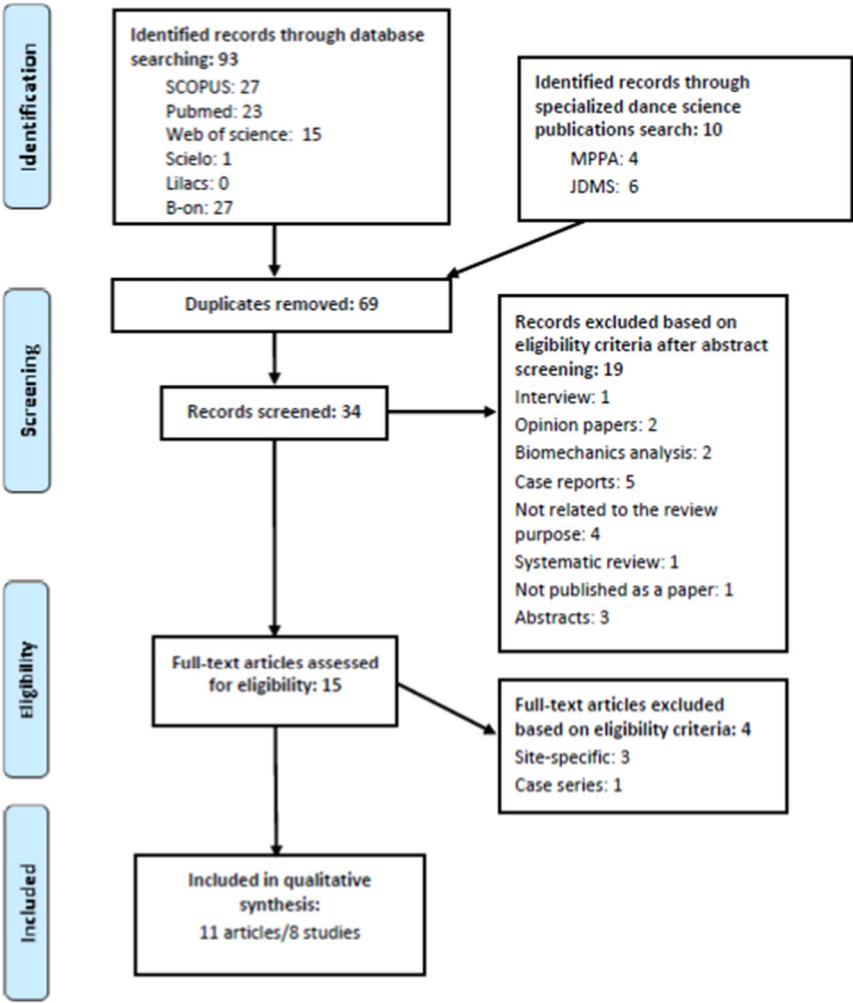 Identification
Identified records through database
searching: 93
SCOPUS: 27
Pubmed: 23
Web of science: 15
Scielo: 1
Lilacs: 0
B-on: 27
Identified records through
specialized dance science
publications search: 10
MPPA: 4
JDMS: 6
Screening
Duplicates removed: 69
Records screened: 34
Records excluded based on
eligibility criteria after abstract
screening: 19
Interview: 1
Opinion papers: 2
Biomechanics analysis: 2
Case reports: 5
Not related to the review
purpose: 4
Systematic review: 1
Not published as a paper: 1
Abstracts: 3
Eligibility
Full-text articles assessed
for eligibility: 15
Full-text articles excluded
based on eligibility criteria: 4
Site-specific: 3
Case series: 1
Included
Included in qualitative
synthesis:
11 articles/8 studies